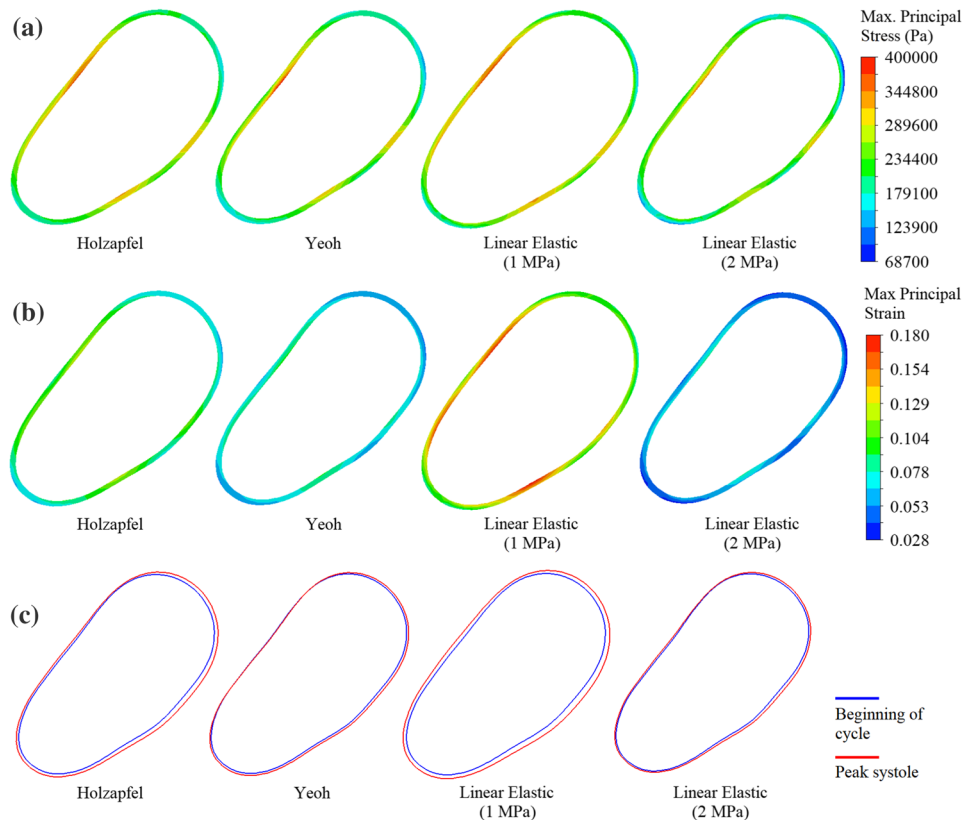 (a)
Max. Principal
Stress (Pa)
400000
344800
289600
234400
179100
123900
68700
Holzapfel
Yeoh
Linear Elastic
(1 MPa)
Linear Elastic
(2 MPa)
(b)
Max Principal
Strain
0.180
0.154
0.129
0.104
0.078
0.053
0.028
Holzapfel
Yeoh
Linear Elastic
(1 MPa)
Linear Elastic
(2 MPa)
(c)
Beginning of
cycle
Peak systole
Holzapfel
Yeoh
Linear Elastic
(1 MPa)
Linear Elastic
(2 MPa)